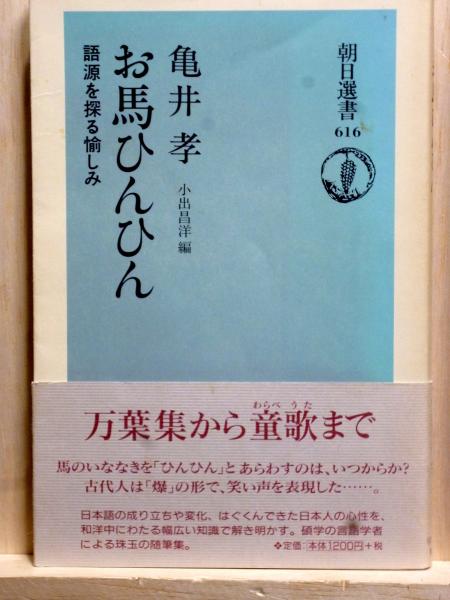 朝日選書
616
亀井孝
小出昌洋 編
お馬ひんひん
語源を探る愉しみ
わらべ うた
万葉集から童歌まで
馬のいななきを「ひんひん」とあらわすのは、いつからか?
古代人は「爆」の形で、笑い声を表現した……。
日本語の成り立ちや変化、はぐくんできた日本人の心性を、
和洋中にわたる幅広い知識で解き明かす。碩学の言語学者
による珠玉の随筆集。
❖定価:本体1200円+税